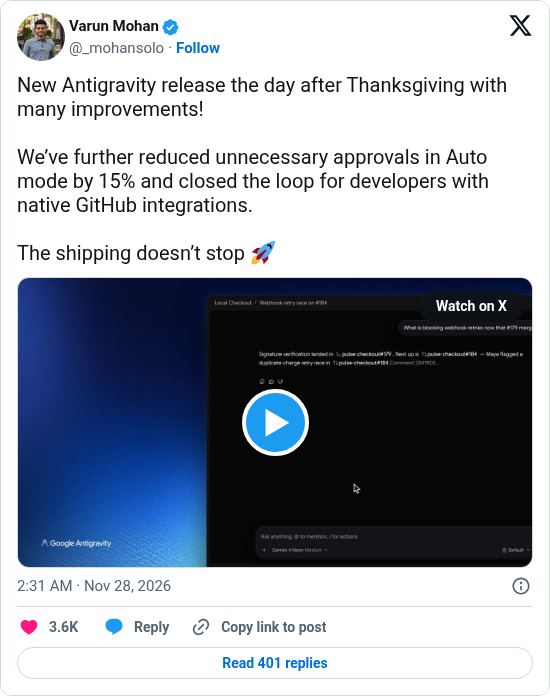 Varun Mohan
@_mohansolo · Follow
New Antigravity release the day after Thanksgiving with
many improvements!
We’ve further reduced unnecessary approvals in Auto
mode by 15% and closed the loop for developers with
native GitHub integrations.
The shipping doesn’t stop 🚀
Local Checkout / Webhook retry race on #184
Watch on X
What is blocking webhook retries now that #179 merg
Signature verification landed in pulse-checkout#179 . Next up is pulse-checkout#184 — Maya flagged a
duplicate-charge retry race in pulse-checkout#184 Comment
Ask anything, @ to mention, / for actions
+ Gemini 4 Neon Medium
Default
Google Antigravity
2:31 AM · Nov 28, 2026
3.6K Reply Copy link to post
Read 401 replies